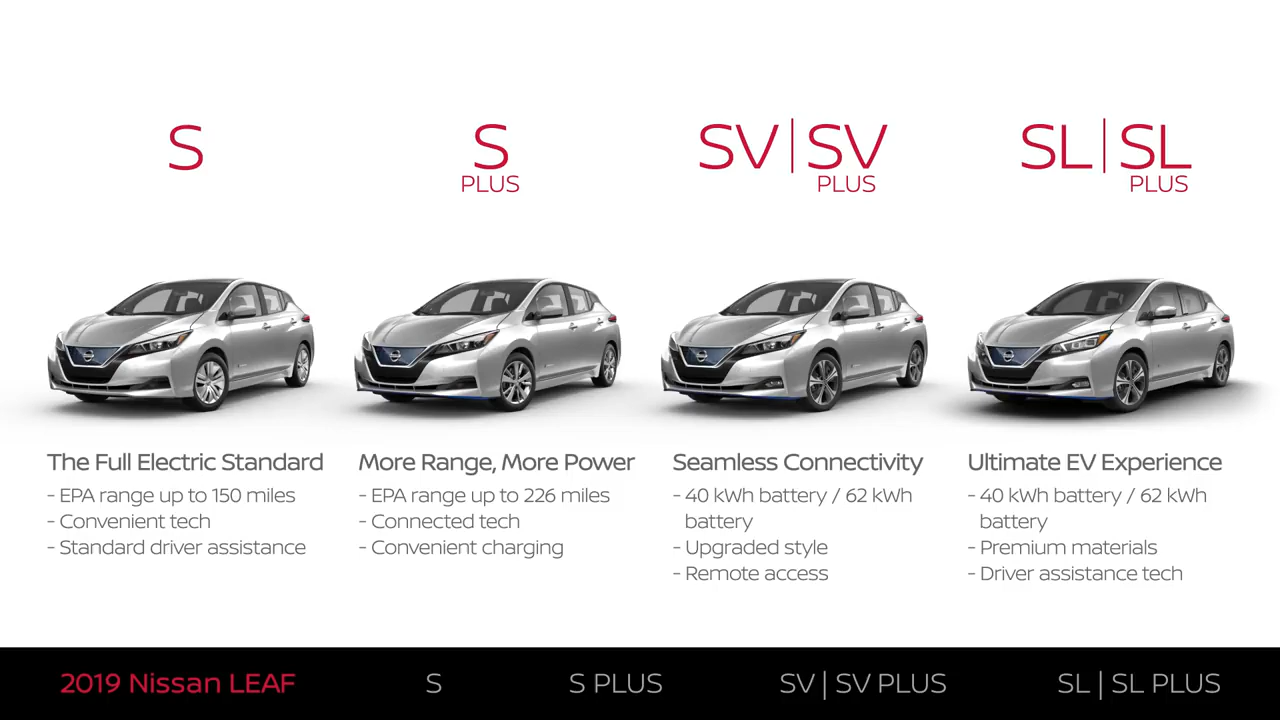 S
S
PLUS
SV | SV
PLUS
SL | SL
PLUS
The Full Electric Standard
- EPA range up to 150 miles
- Convenient tech
- Standard driver assistance
More Range, More Power
- EPA range up to 226 miles
- Connected tech
- Convenient charging
Seamless Connectivity
- 40 kWh battery / 62 kWh
battery
- Upgraded style
- Remote access
Ultimate EV Experience
- 40 kWh battery / 62 kWh
battery
- Premium materials
- Driver assistance tech
2019 Nissan LEAF
S
S PLUS
SV | SV PLUS
SL | SL PLUS